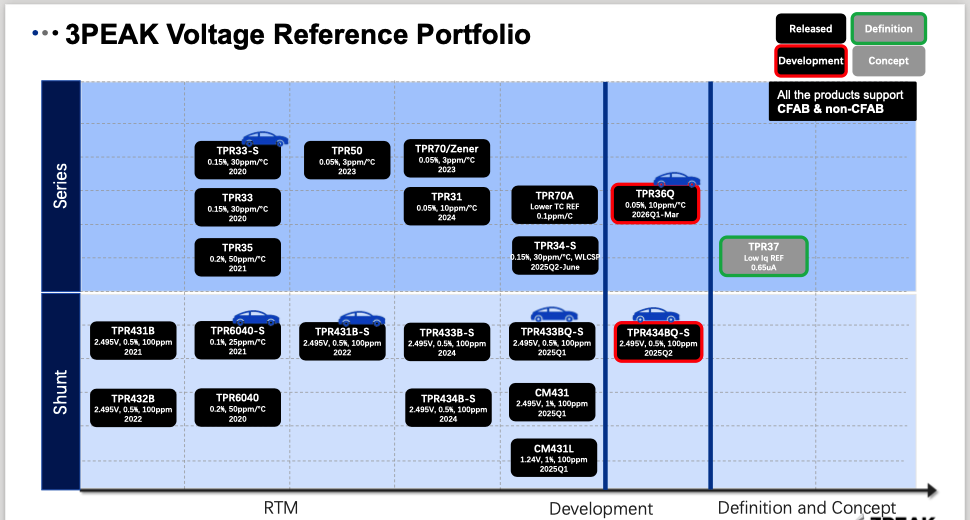 3PEAK Voltage Reference Portfolio
Released
Definition
Development
Concept
All the products support
CFAB & non-CFAB
Series
TPR33-S
0.15%, 30ppm/°C
2020
TPR50
0.05%, 3ppm/°C
2023
TPR70/Zener
0.05%, 3ppm/°C
2023
TPR33
0.15%, 30ppm/°C
2020
TPR31
0.05%, 10ppm/°C
2024
TPR70A
Lower TC REF
0.1ppm/C
TPR36Q
0.05%, 10ppm/°C
2026Q1-Mar
TPR35
0.2%, 50ppm/°C
2021
TPR34-S
0.15%, 30ppm/°C, WLCSP
2025Q2-June
TPR37
Low Iq REF
0.65uA
Shunt
TPR431B
2.495V, 0.5%, 100ppm
2021
TPR6040-S
0.1%, 25ppm/°C
2021
TPR431B-S
2.495V, 0.5%, 100ppm
2022
TPR433B-S
2.495V, 0.5%, 100ppm
2024
TPR433BQ-S
2.495V, 0.5%, 100ppm
2025Q1
TPR434BQ-S
2.495V, 0.5%, 100ppm
2025Q2
TPR432B
2.495V, 0.5%, 100ppm
2022
TPR6040
0.2%, 50ppm/°C
2020
TPR434B-S
2.495V, 0.5%, 100ppm
2024
CM431
2.495V, 1%, 100ppm
2025Q1
CM431L
1.24V, 1%, 100ppm
2025Q1
RTM
Development
Definition and Concept
3PEAK